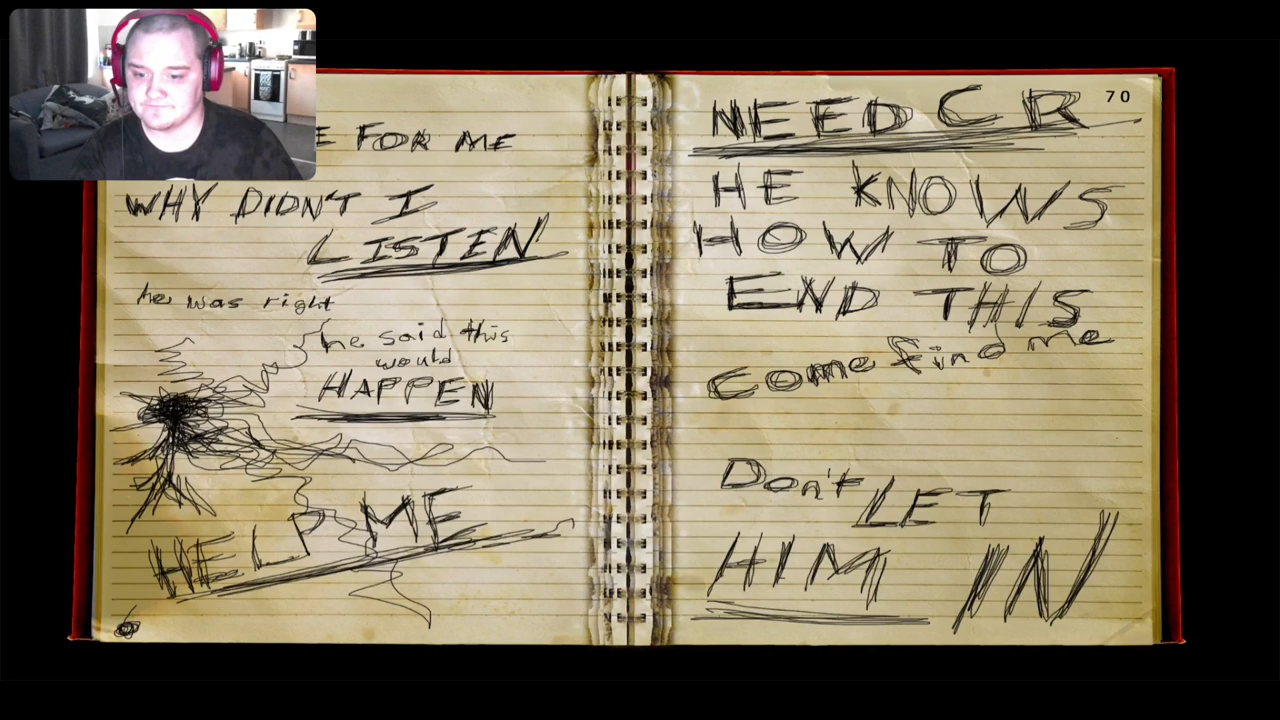 E FOR ME
WHY DIDN'T I
LISTEN
he was right
he said this
would
HAPPEN
HELP ME
70
NEED C R
HE KNOWS
HOW TO
END THIS
come find me
Don't LET
HIM IN